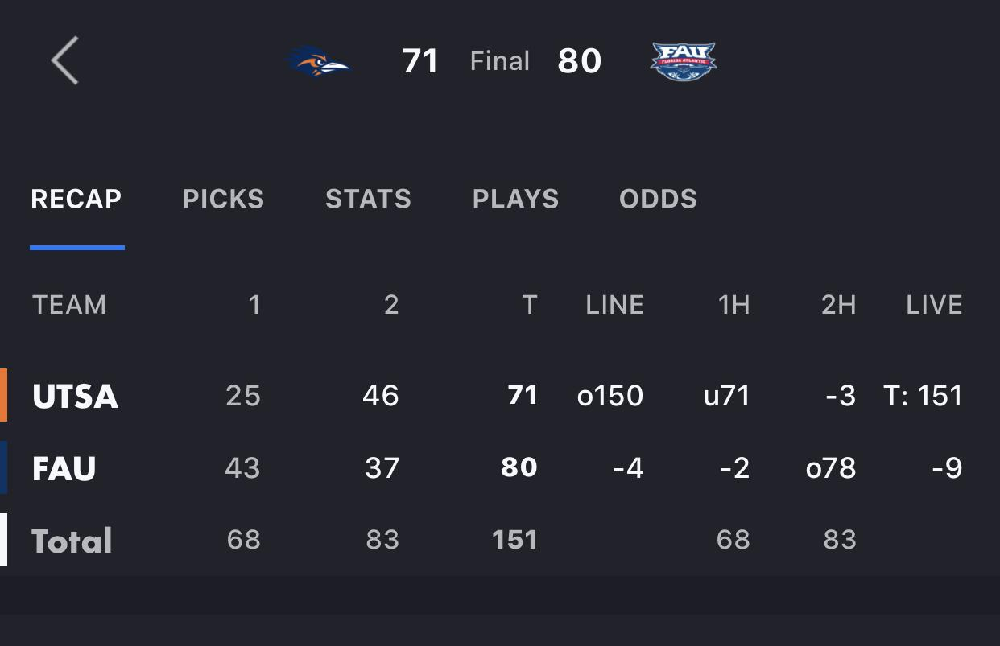 71 Final 80 FAU
FLORIDA ATLANTIC
RECAP PICKS STATS PLAYS ODDS
TEAM 1 2 T LINE 1H 2H LIVE
UTSA 25 46 71 o150 u71 -3 T: 151
FAU 43 37 80 -4 -2 o78 -9
Total 68 83 151 68 83